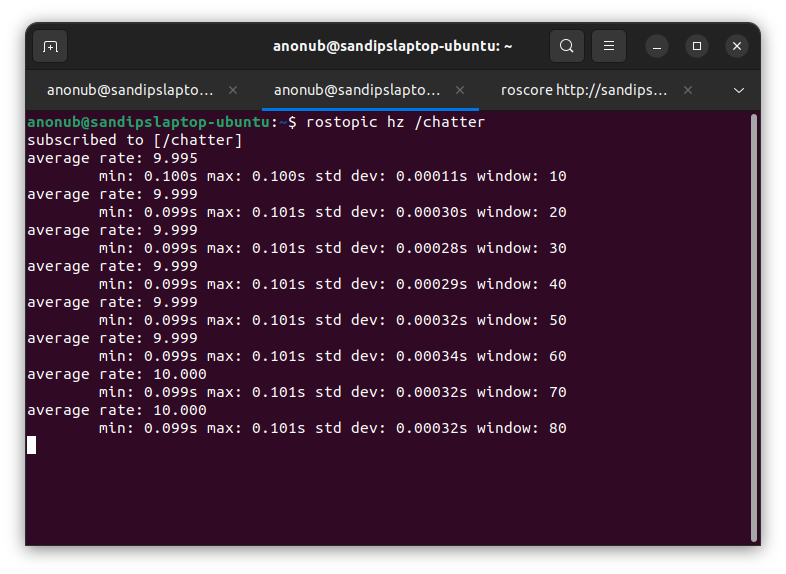 anonub@sandipslaptop-ubuntu: ~
anonub@sandipslapto...
anonub@sandipslapto...
roscore http://sandips...
anonub@sandipslaptop-ubuntu:~$ rostopic hz /chatter
subscribed to [/chatter]
average rate: 9.995
        min: 0.100s max: 0.100s std dev: 0.00011s window: 10
average rate: 9.999
        min: 0.099s max: 0.101s std dev: 0.00030s window: 20
average rate: 9.999
        min: 0.099s max: 0.101s std dev: 0.00028s window: 30
average rate: 9.999
        min: 0.099s max: 0.101s std dev: 0.00029s window: 40
average rate: 9.999
        min: 0.099s max: 0.101s std dev: 0.00032s window: 50
average rate: 9.999
        min: 0.099s max: 0.101s std dev: 0.00034s window: 60
average rate: 10.000
        min: 0.099s max: 0.101s std dev: 0.00032s window: 70
average rate: 10.000
        min: 0.099s max: 0.101s std dev: 0.00032s window: 80